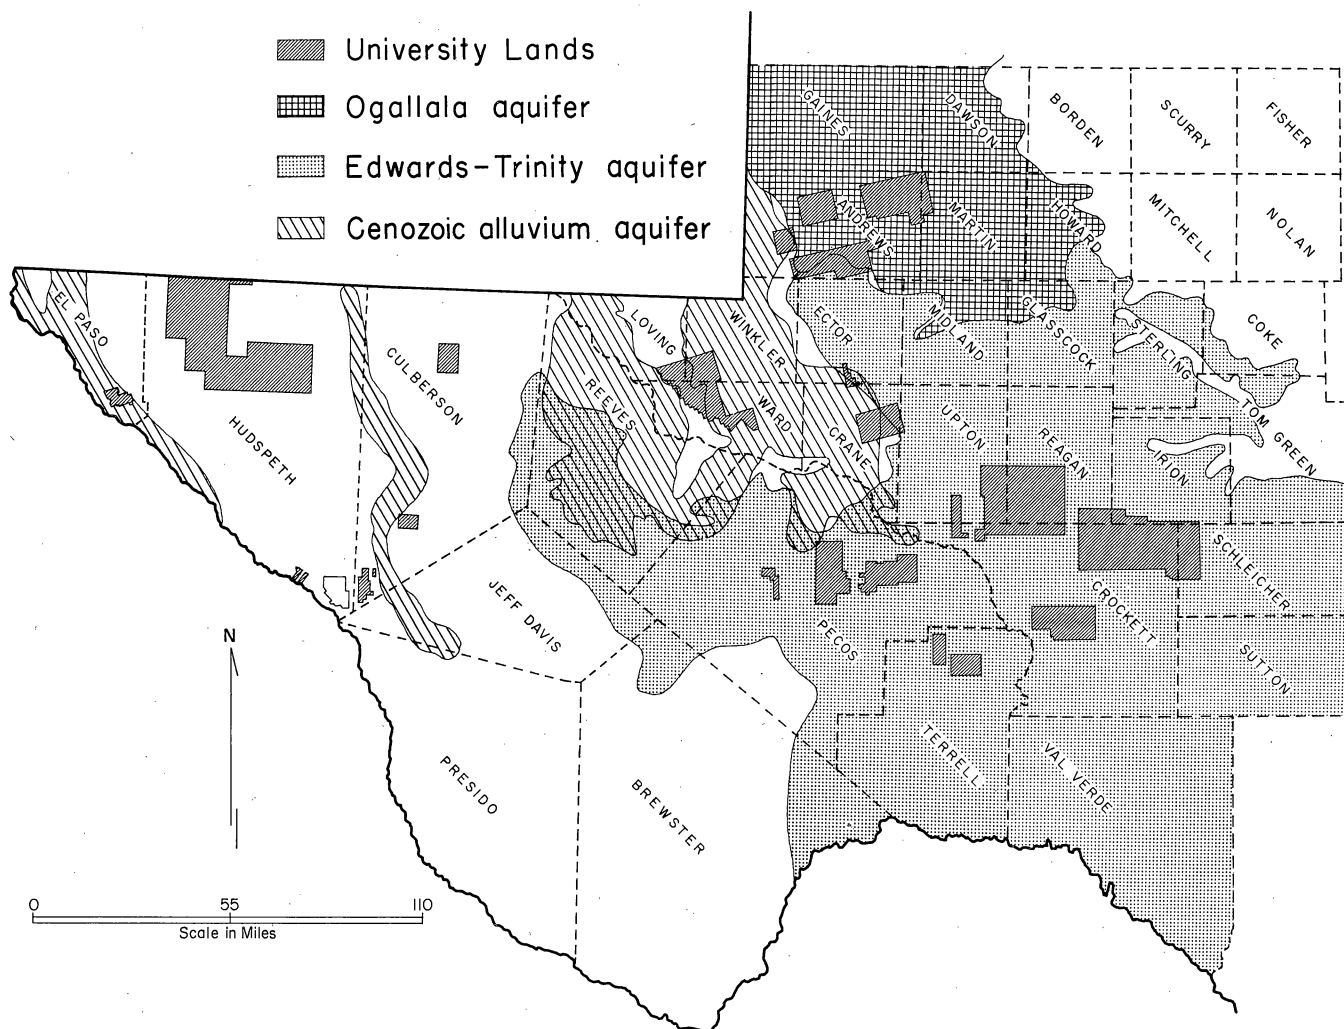 University Lands
Ogallala aquifer
Edwards-Trinity aquifer
Cenozoic alluvium aquifer
GAINES
DAWSON
BORDEN
SCURRY
FISHER
ANDREWS
MARTIN
HOWARD
MITCHELL
NOLAN
EL PASO
HUDSPETH
CULBERSON
REEVES
LOVING
WINKLER
WARD
CRANE
ECTOR
MIDLAND
GLASSCOCK
STERLING
COKE
TOM GREEN
UPTON
REAGAN
IRION
SCHLEICHER
CROCKETT
SUTTON
JEFF DAVIS
PECOS
TERRELL
VAL VERDE
PRESIDO
BREWSTER
N
0 55 110
Scale in Miles